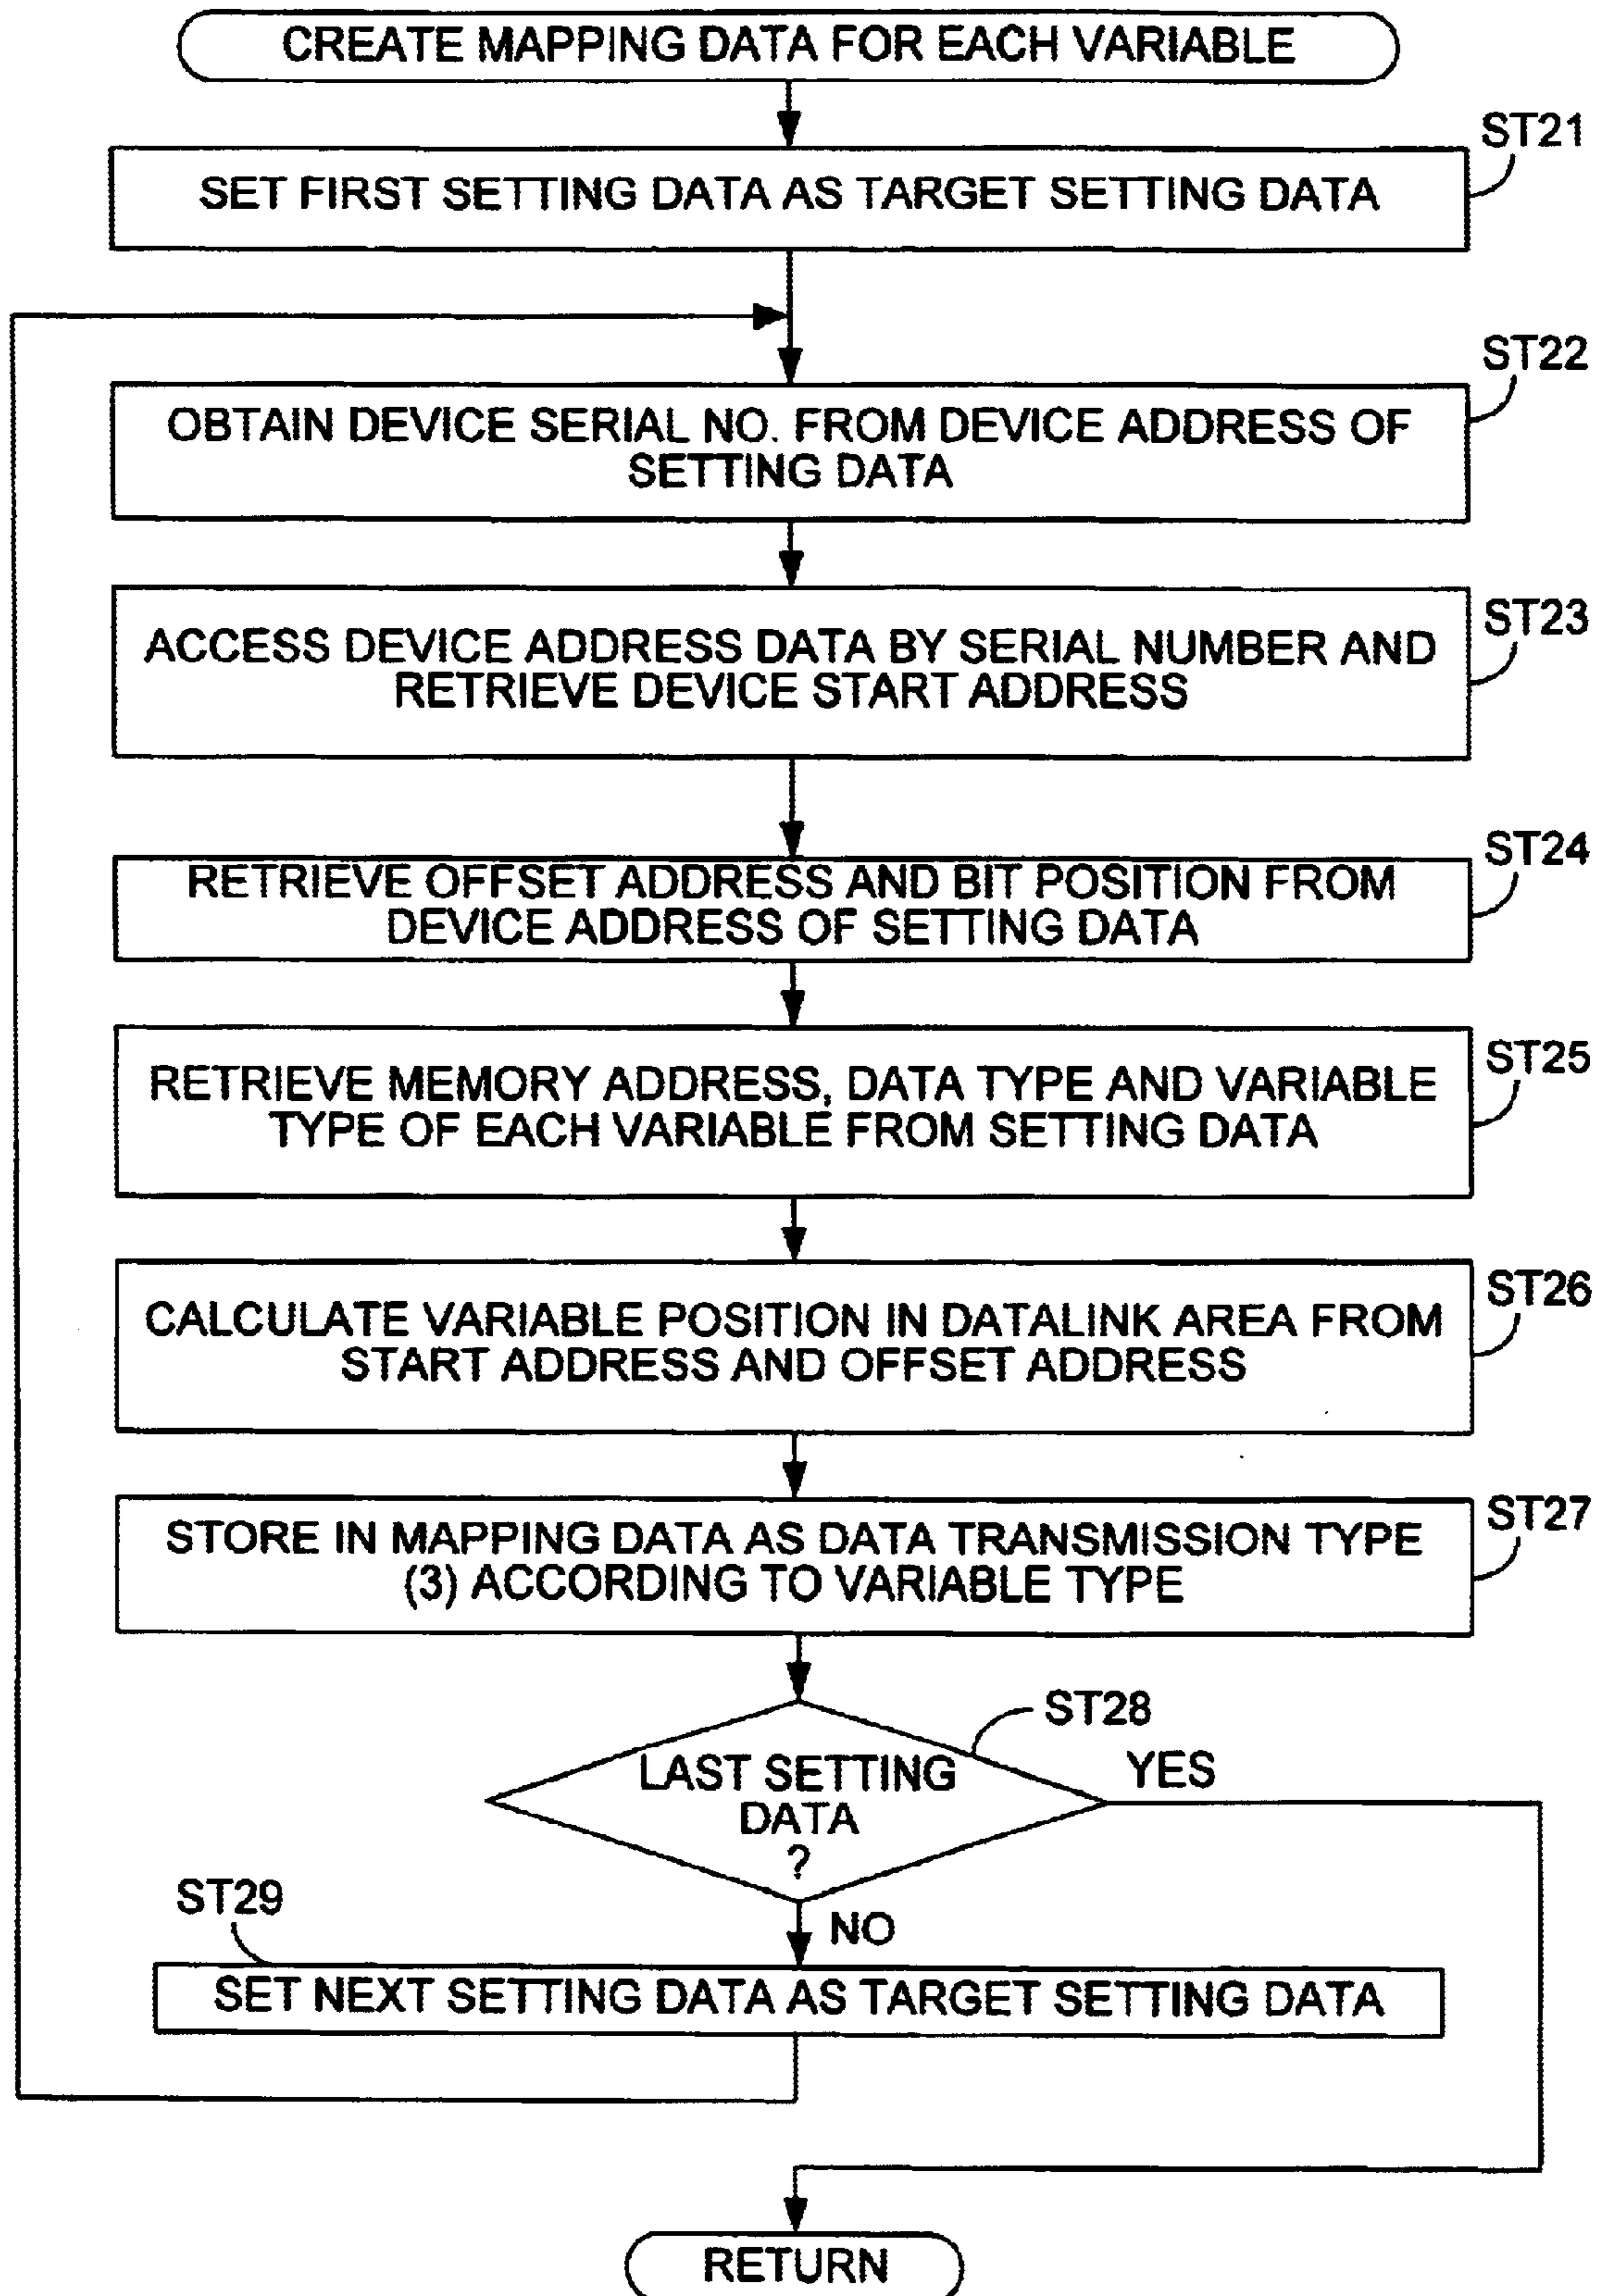 CREATE MAPPING DATA FOR EACH VARIABLE
ST21
SET FIRST SETTING DATA AS TARGET SETTING DATA
ST22
OBTAIN DEVICE SERIAL NO. FROM DEVICE ADDRESS OF
SETTING DATA
ST23
ACCESS DEVICE ADDRESS DATA BY SERIAL NUMBER AND
RETRIEVE DEVICE START ADDRESS
ST24
RETRIEVE OFFSET ADDRESS AND BIT POSITION FROM
DEVICE ADDRESS OF SETTING DATA
ST25
RETRIEVE MEMORY ADDRESS, DATA TYPE AND VARIABLE
TYPE OF EACH VARIABLE FROM SETTING DATA
ST26
CALCULATE VARIABLE POSITION IN DATALINK AREA FROM
START ADDRESS AND OFFSET ADDRESS
ST27
STORE IN MAPPING DATA AS DATA TRANSMISSION TYPE
(3) ACCORDING TO VARIABLE TYPE
ST28
LAST SETTING
DATA
?
YES
NO
ST29
SET NEXT SETTING DATA AS TARGET SETTING DATA
RETURN